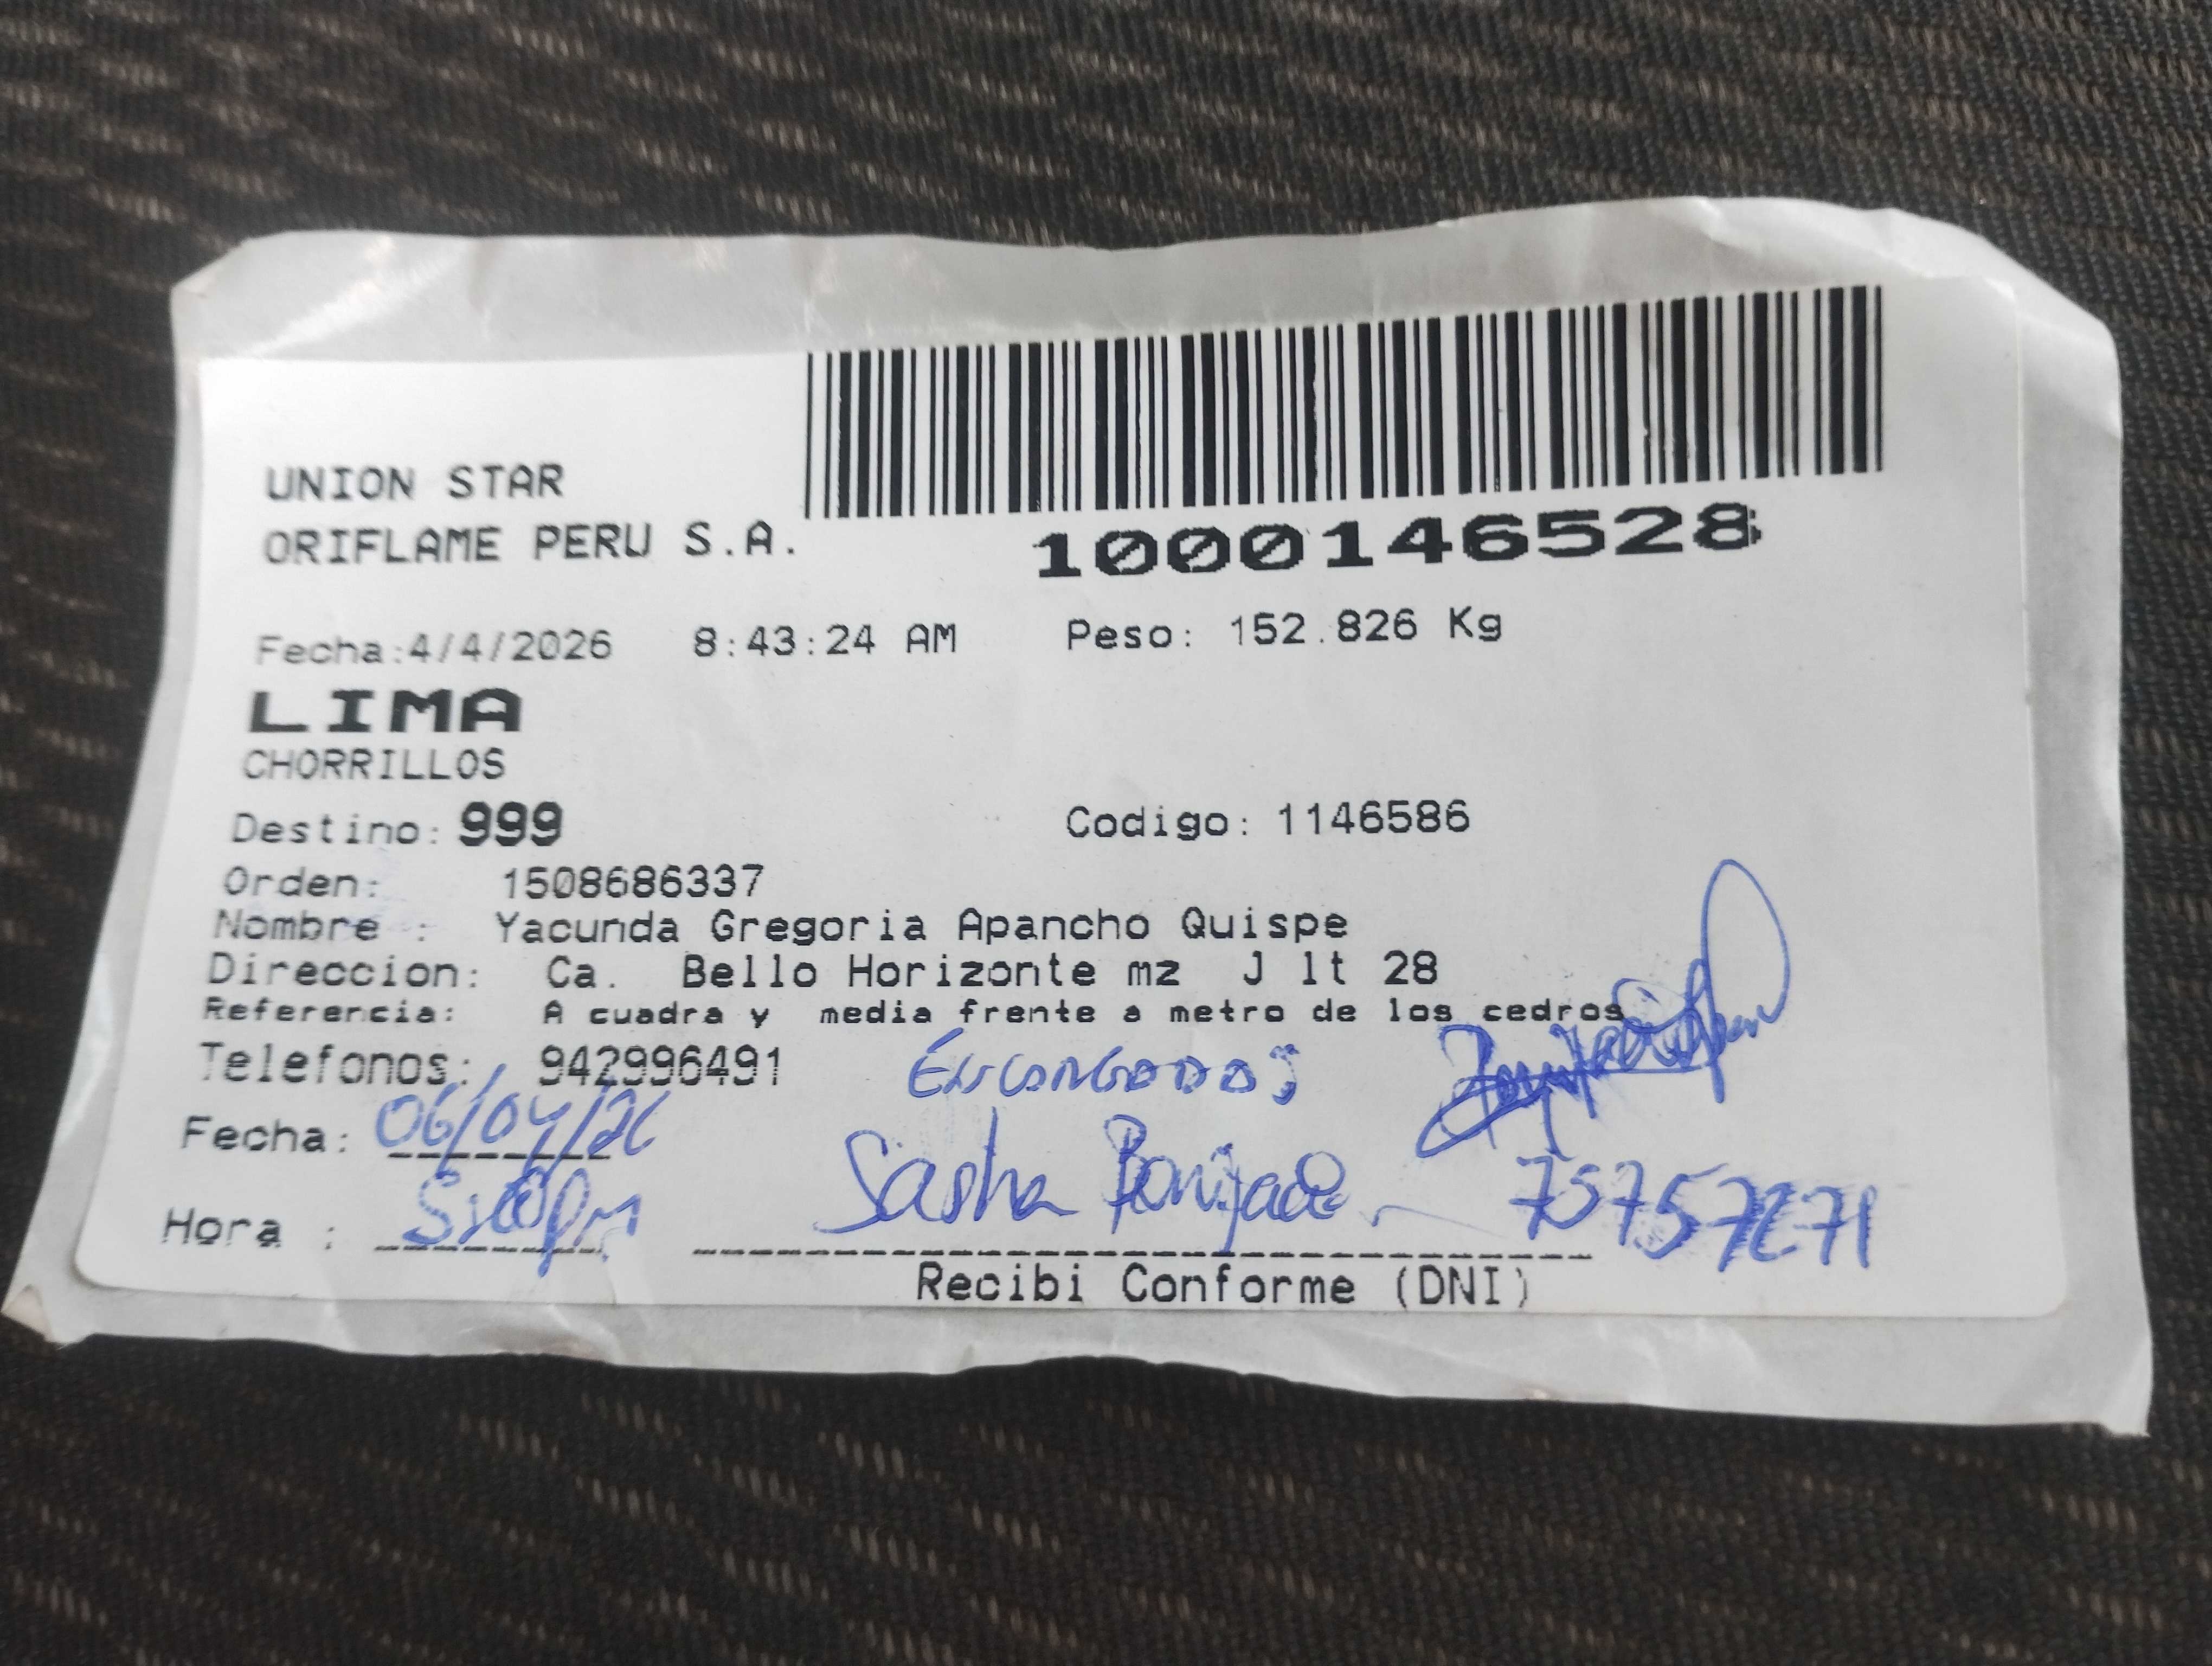 UNION STAR
ORIFLAME PERU S.A.
1000146528
Fecha:4/4/2026 8:43:24 AM Peso: 152.826 Kg
LIMA
CHORRILLOS
Destino: 999 Codigo: 1146586
Orden: 1508686337
Nombre : Yacunda Gregoria Apancho Quispe
Direccion: Ca. Bello Horizonte mz J lt 28
Referencia: A cuadra y media frente a metro de los cedros
Telefonos: 942996491
Fecha: 06/04/26
Hora : Sasha
Recibi Conforme (DNI)